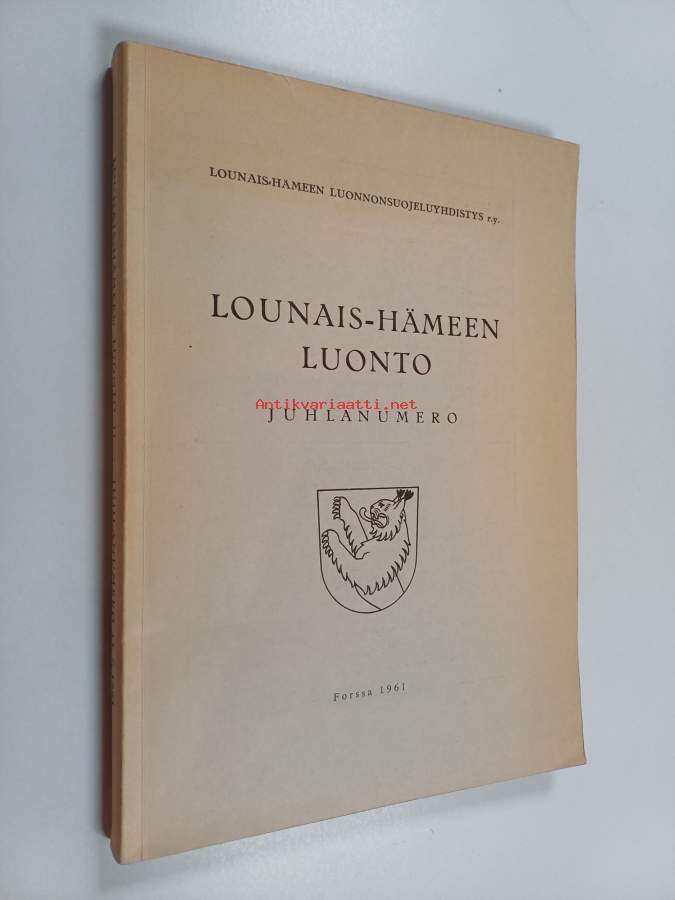 LOUNAIS-HÄMEEN LUONNONSUOJELUYHDISTYS r.y.
LOUNAIS-HÄMEEN
LUONTO
Antikvariaatti.net
JUHLANUMERO
Forssa 1961